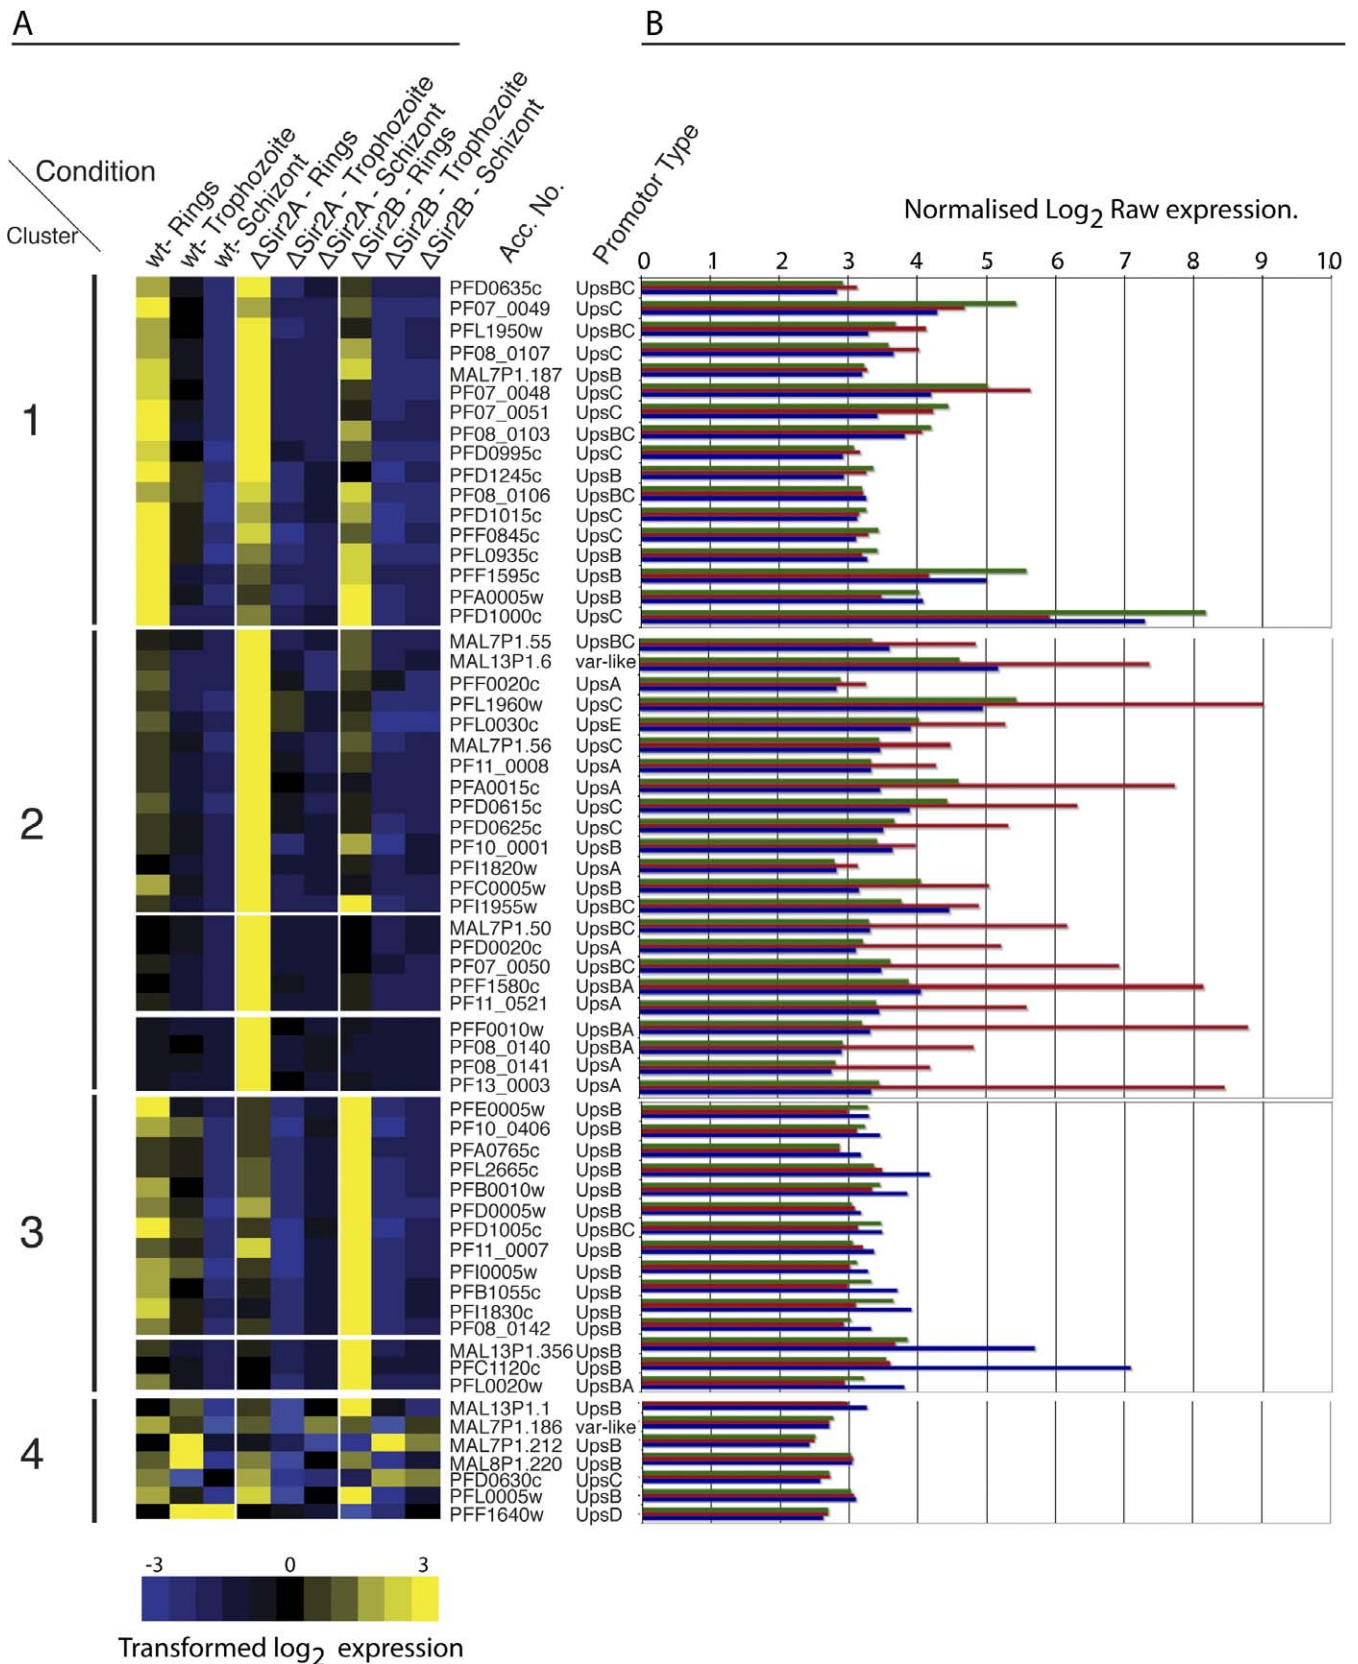 A
B
Condition
Cluster
wt- Rings
wt- Trophozoite
wt- Schizont
ΔSir2A - Rings
ΔSir2A - Trophozoite
ΔSir2A - Schizont
ΔSir2B - Rings
ΔSir2B - Trophozoite
ΔSir2B - Schizont
Acc. No.
Promotor Type
Normalised Log2 Raw expression.
0 1 2 3 4 5 6 7 8 9 10
1
PFD0635c UpsBC
PF07_0049 UpsC
PFL1950w UpsBC
PF08_0107 UpsC
MAL7P1.187 UpsB
PF07_0048 UpsC
PF07_0051 UpsC
PF08_0103 UpsBC
PFD0995c UpsC
PFD1245c UpsB
PF08_0106 UpsBC
PFD1015c UpsC
PFF0845c UpsC
PFL0935c UpsB
PFF1595c UpsB
PFA0005w UpsB
PFD1000c UpsC
2
MAL7P1.55 UpsBC
MAL13P1.6 var-like
PFF0020c UpsA
PFL1960w UpsC
PFL0030c UpsE
MAL7P1.56 UpsC
PF11_0008 UpsA
PFA0015c UpsA
PFD0615c UpsC
PFD0625c UpsC
PF10_0001 UpsB
PFI1820w UpsA
PFC0005w UpsB
PFI1955w UpsBC
MAL7P1.50 UpsBC
PFD0020c UpsA
PF07_0050 UpsBC
PFF1580c UpsBA
PF11_0521 UpsA
PFF0010w UpsBA
PF08_0140 UpsBA
PF08_0141 UpsA
PF13_0003 UpsA
3
PFE0005w UpsB
PF10_0406 UpsB
PFA0765c UpsB
PFL2665c UpsB
PFB0010w UpsB
PFD0005w UpsB
PFD1005c UpsBC
PF11_0007 UpsB
PFI0005w UpsB
PFB1055c UpsB
PFI1830c UpsB
PF08_0142 UpsB
MAL13P1.356 UpsB
PFC1120c UpsB
PFL0020w UpsBA
4
MAL13P1.1 UpsB
MAL7P1.186 var-like
MAL7P1.212 UpsB
MAL8P1.220 UpsB
PFD0630c UpsC
PFL0005w UpsB
PFF1640w UpsD
-3 0 3
Transformed log2 expression